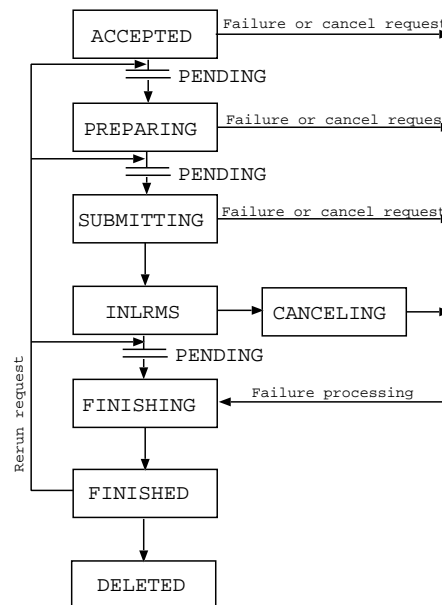 Failure or cancel request
ACCEPTED
PENDING
Failure or cancel request
PREPARING
PENDING
Failure or cancel request
SUBMITTING
INLRMS
CANCELING
PENDING
Failure processing
FINISHING
Rerun request
FINISHED
DELETED